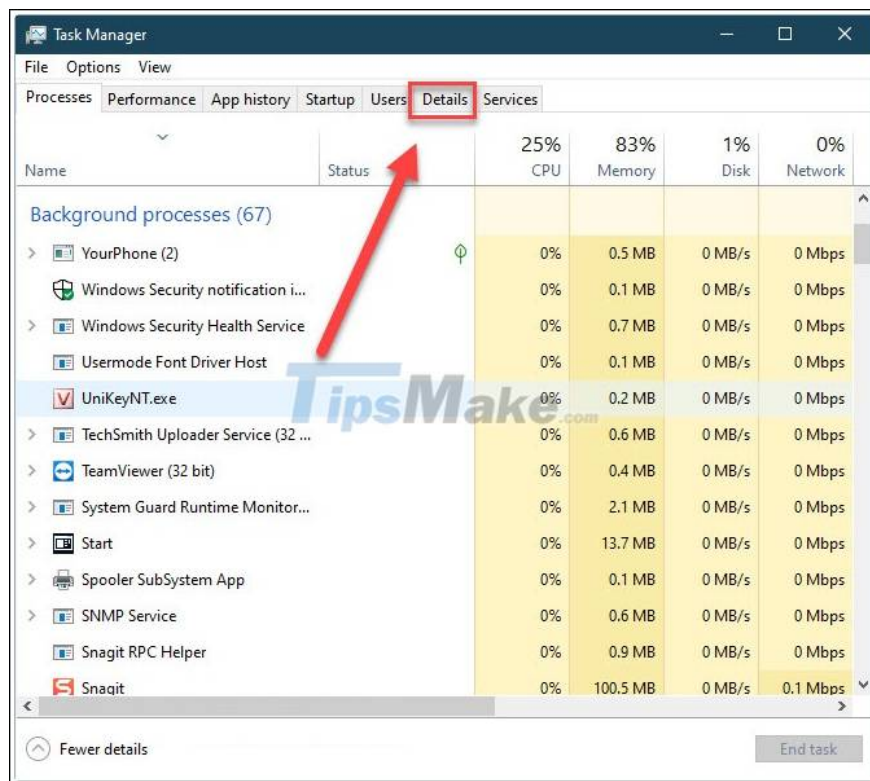 Task Manager
File Options View
Processes Performance App history Startup Users Details Services
25% 83% 1% 0%
Name Status CPU Memory Disk Network
Background processes (67)
YourPhone (2) 0% 0.5 MB 0 MB/s 0 Mbps
Windows Security notification i... 0% 0.1 MB 0 MB/s 0 Mbps
Windows Security Health Service 0% 0.7 MB 0 MB/s 0 Mbps
Usermode Font Driver Host 0% 0.1 MB 0 MB/s 0 Mbps
UniKeyNT.exe 0% 0.2 MB 0 MB/s 0 Mbps
TipsMake.com
TechSmith Uploader Service (32 ... 0% 0.6 MB 0 MB/s 0 Mbps
TeamViewer (32 bit) 0% 0.4 MB 0 MB/s 0 Mbps
System Guard Runtime Monitor... 0% 2.1 MB 0 MB/s 0 Mbps
Start 0% 13.7 MB 0 MB/s 0 Mbps
Spooler SubSystem App 0% 0.1 MB 0 MB/s 0 Mbps
SNMP Service 0% 0.6 MB 0 MB/s 0 Mbps
Snagit RPC Helper 0% 0.9 MB 0 MB/s 0 Mbps
Snagit 0% 100.5 MB 0 MB/s 0.1 Mbps
Fewer details End task